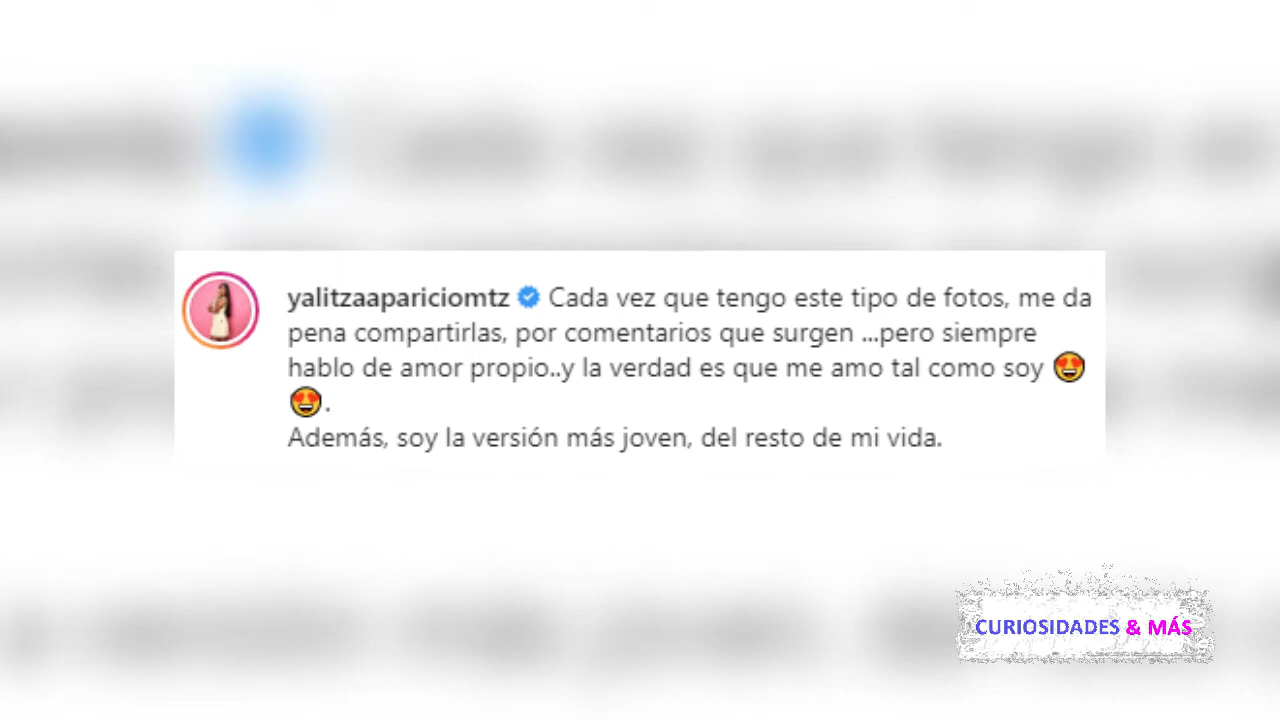 yalitzaapariciomtz Cada vez que tengo este tipo de fotos, me da
pena compartirlas, por comentarios que surgen ...pero siempre
hablo de amor propio..y la verdad es que me amo tal como soy 😍
😍.
Además, soy la versión más joven, del resto de mi vida.
CURIOSIDADES & MÁS